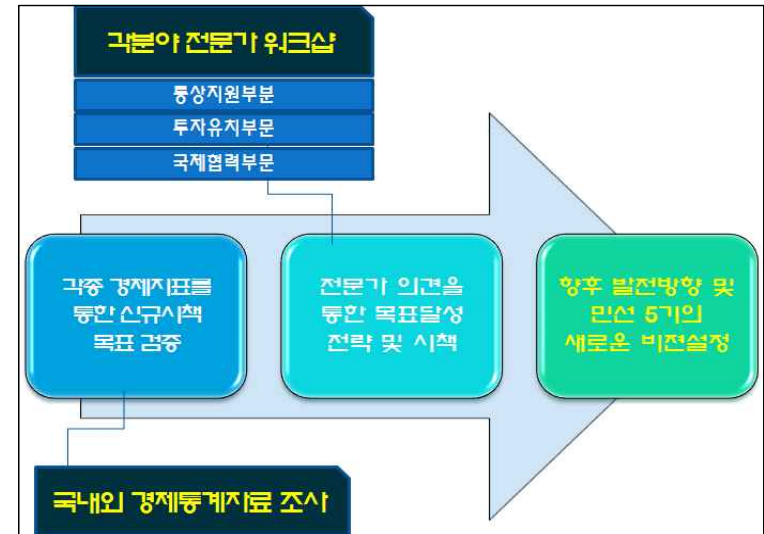 각분야 전문가 워크샵
통상지원부분
투자유치부문
국제협력부문
각종 경제지표를
통한 신규시책
목표 검증
전문가 의견을
통한 목표달성
전략 및 시책
향후 발전방향 및
민선 5기의
새로운 비젼설정
국내외 경제통계자료 조사